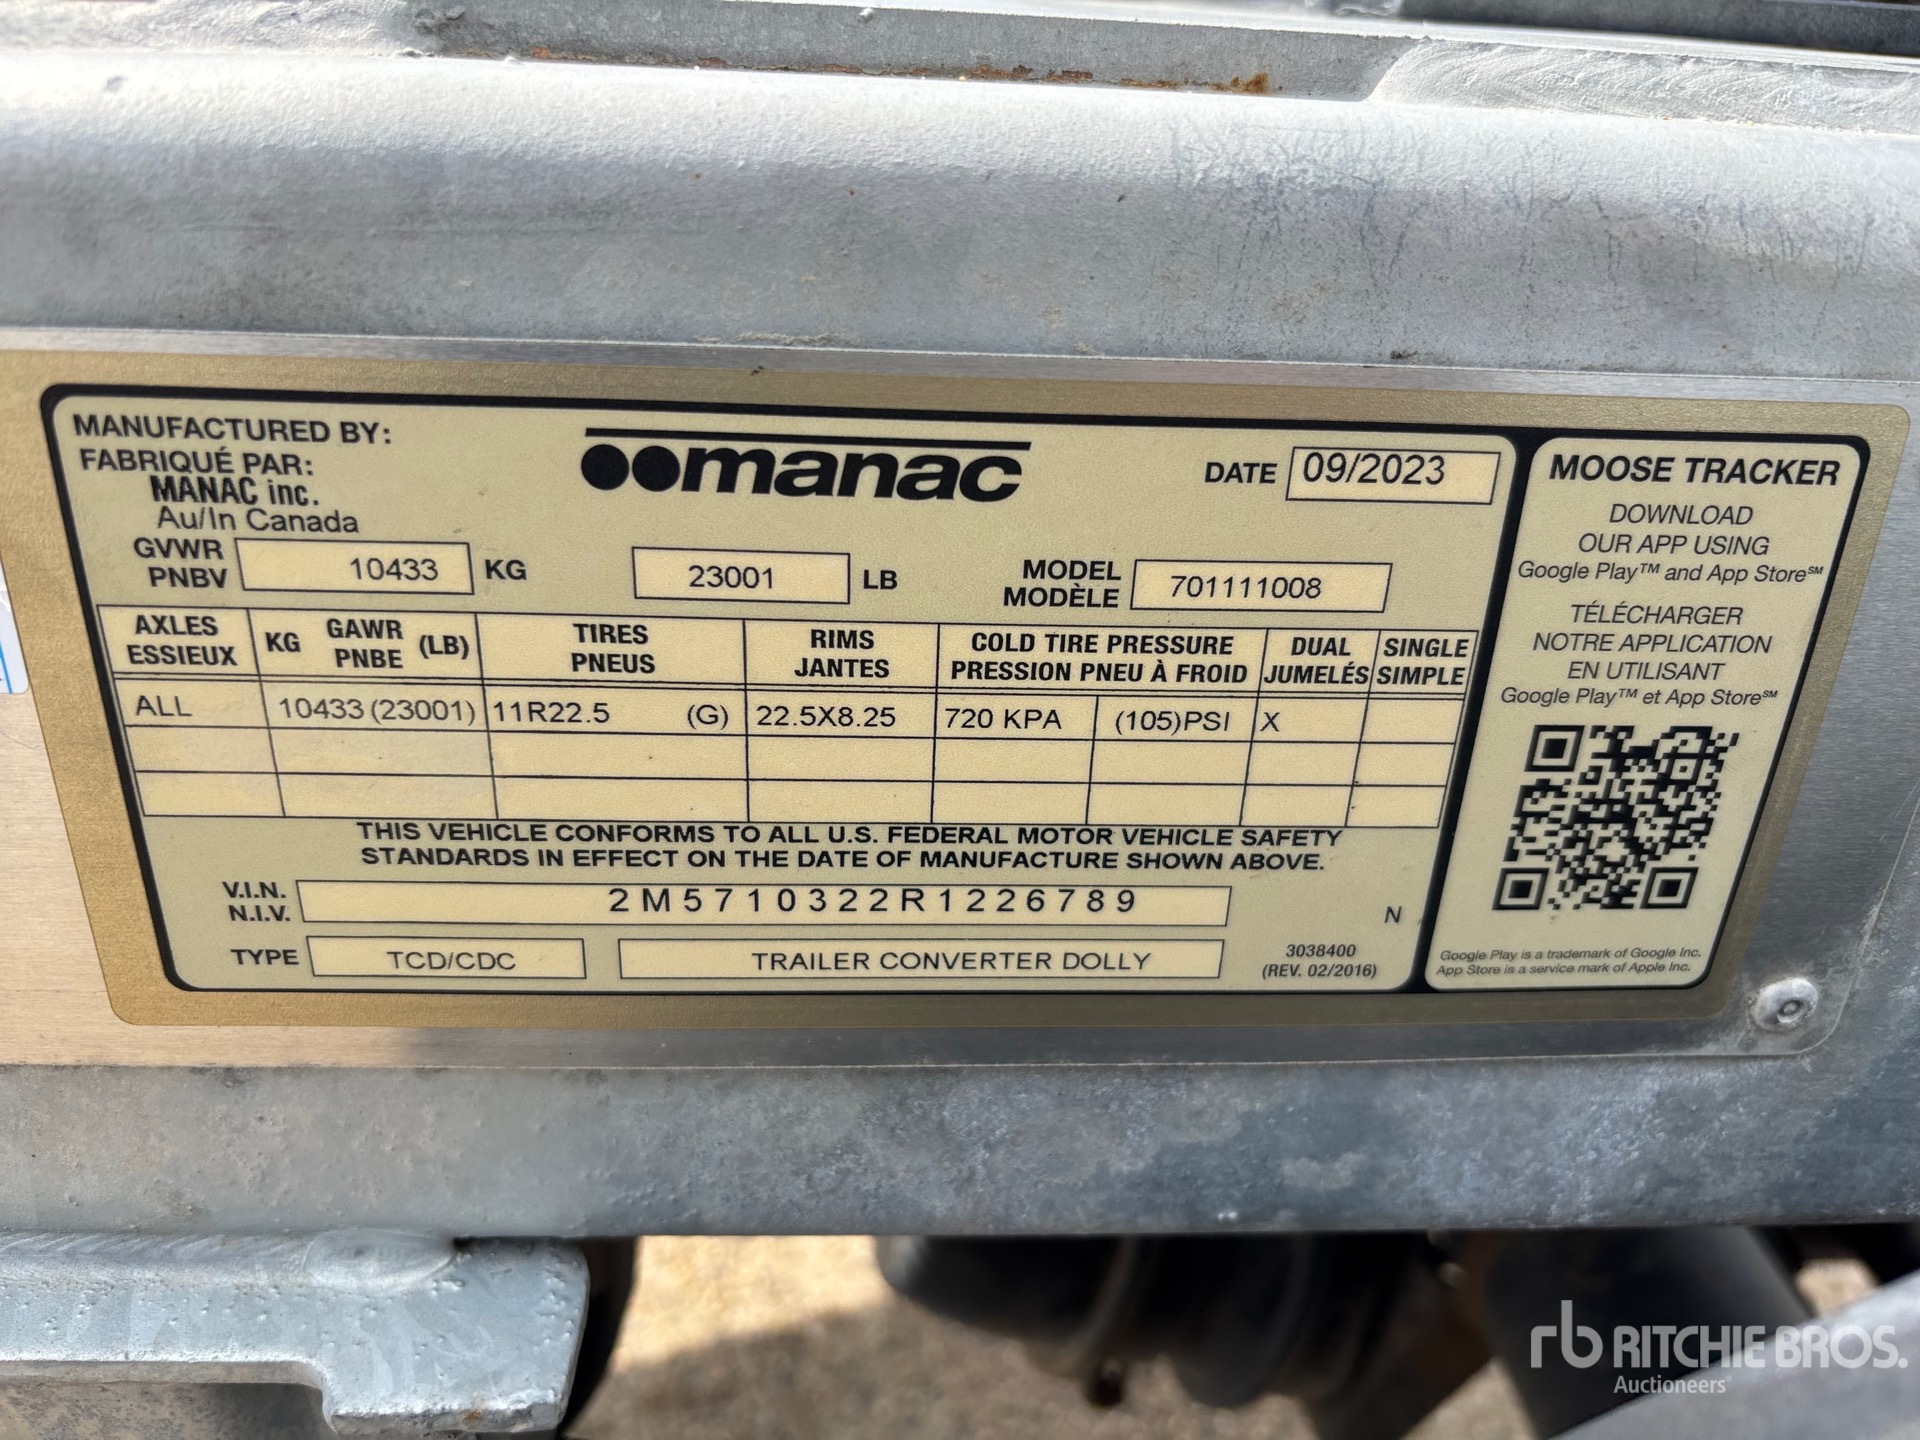 MANUFACTURED BY:
FABRIQUÉ PAR:
MANAC inc.
Au/In Canada
manac
DATE 09/2023
GVWR
PNBV
10433 KG
23001 LB
MODEL
MODÈLE
701111008
AXLES
ESSIEUX
KG GAWR (LB)
PNBE
TIRES
PNEUS
RIMS
JANTES
COLD TIRE PRESSURE
PRESSION PNEU À FROID
DUAL
JUMELÉS
SINGLE
SIMPLE
ALL 10433 (23001) 11R22.5 (G) 22.5X8.25 720 KPA (105)PSI X
THIS VEHICLE CONFORMS TO ALL U.S. FEDERAL MOTOR VEHICLE SAFETY
STANDARDS IN EFFECT ON THE DATE OF MANUFACTURE SHOWN ABOVE.
V.I.N.
N.I.V.
2M5710322R1226789
N
TYPE TCD/CDC TRAILER CONVERTER DOLLY
3038400
(REV. 02/2016)
MOOSE TRACKER
DOWNLOAD
OUR APP USING
Google Play™ and App Store℠
TÉLÉCHARGER
NOTRE APPLICATION
EN UTILISANT
Google Play™ et App Store℠
Google Play is a trademark of Google Inc.
App Store is a service mark of Apple Inc.
rb RITCHIE BROS.
Auctioneers